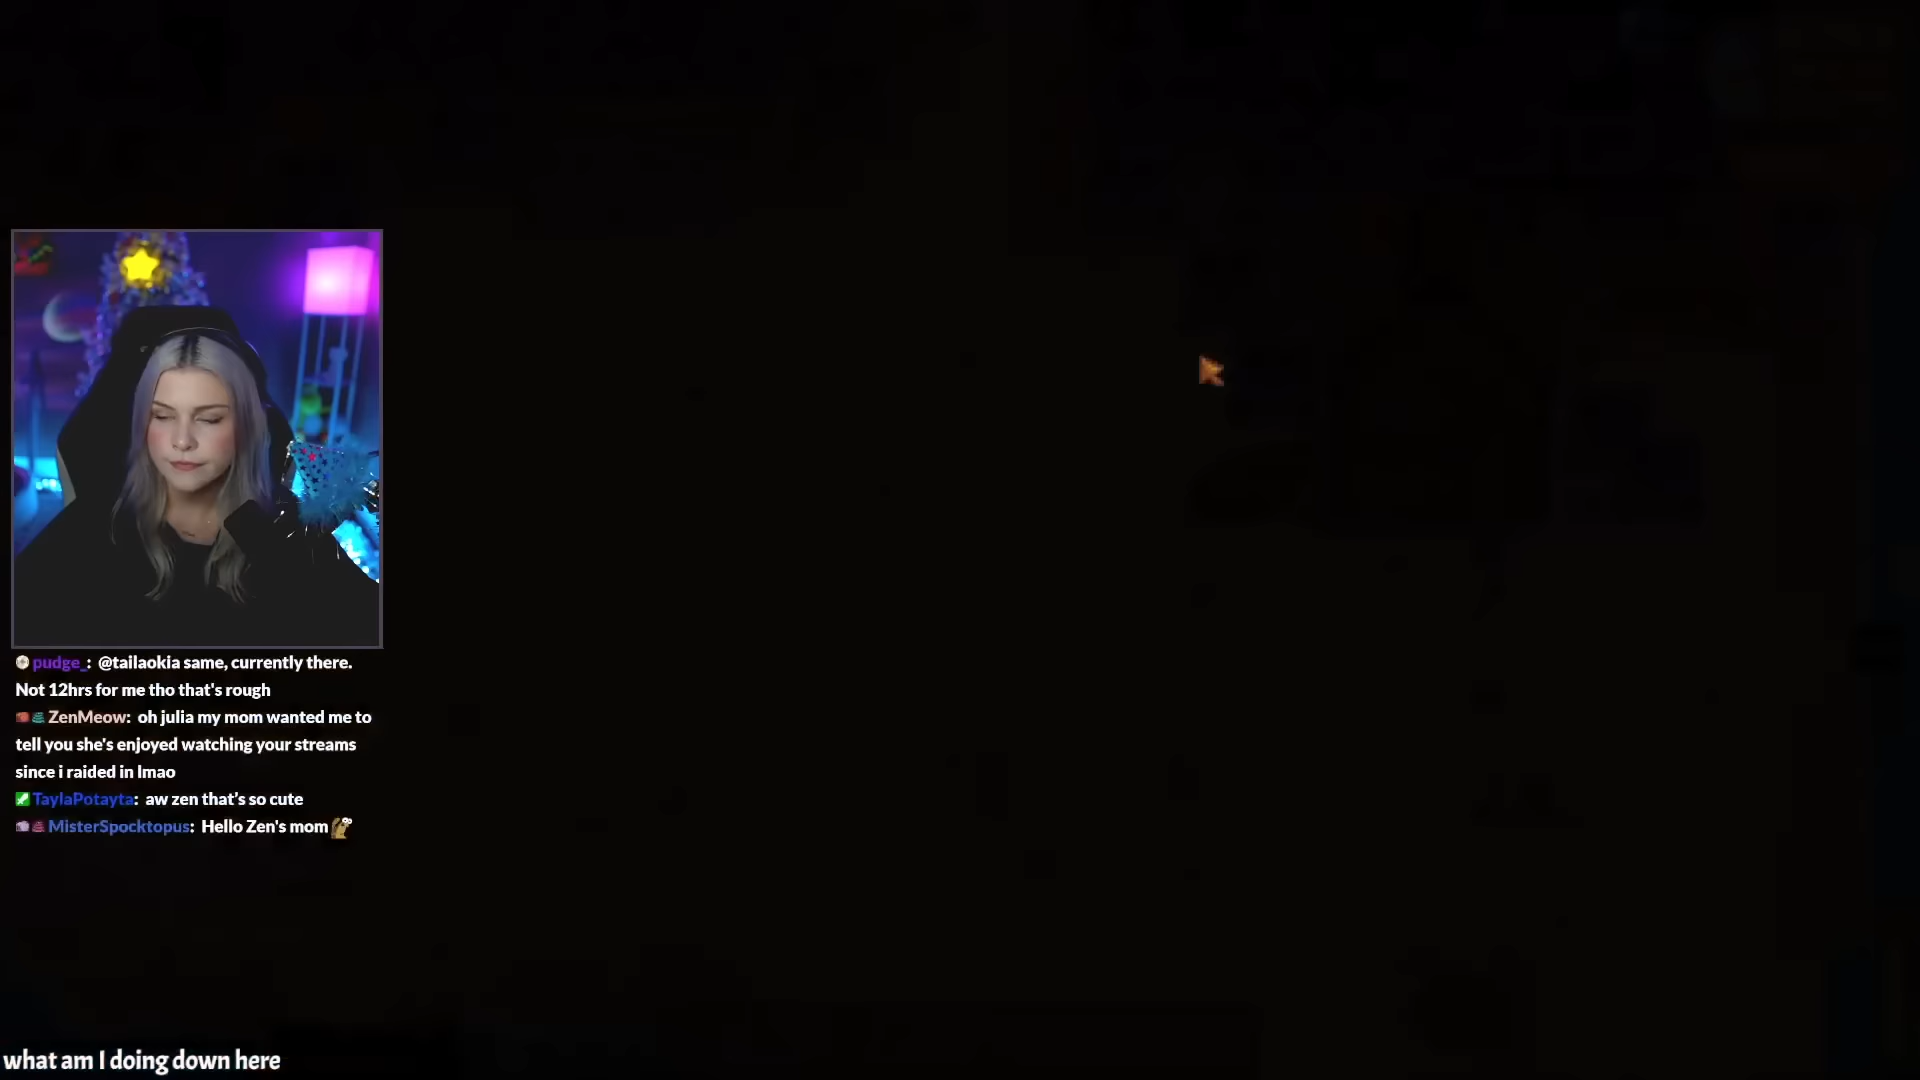 pudge_: @tailaokia same, currently there.
Not 12hrs for me tho that's rough
ZenMeow: oh julia my mom wanted me to
tell you she's enjoyed watching your streams
since i raided in lmao
TaylaPotayta: aw zen that's so cute
MisterSpocktopus: Hello Zen's mom
what am I doing down here